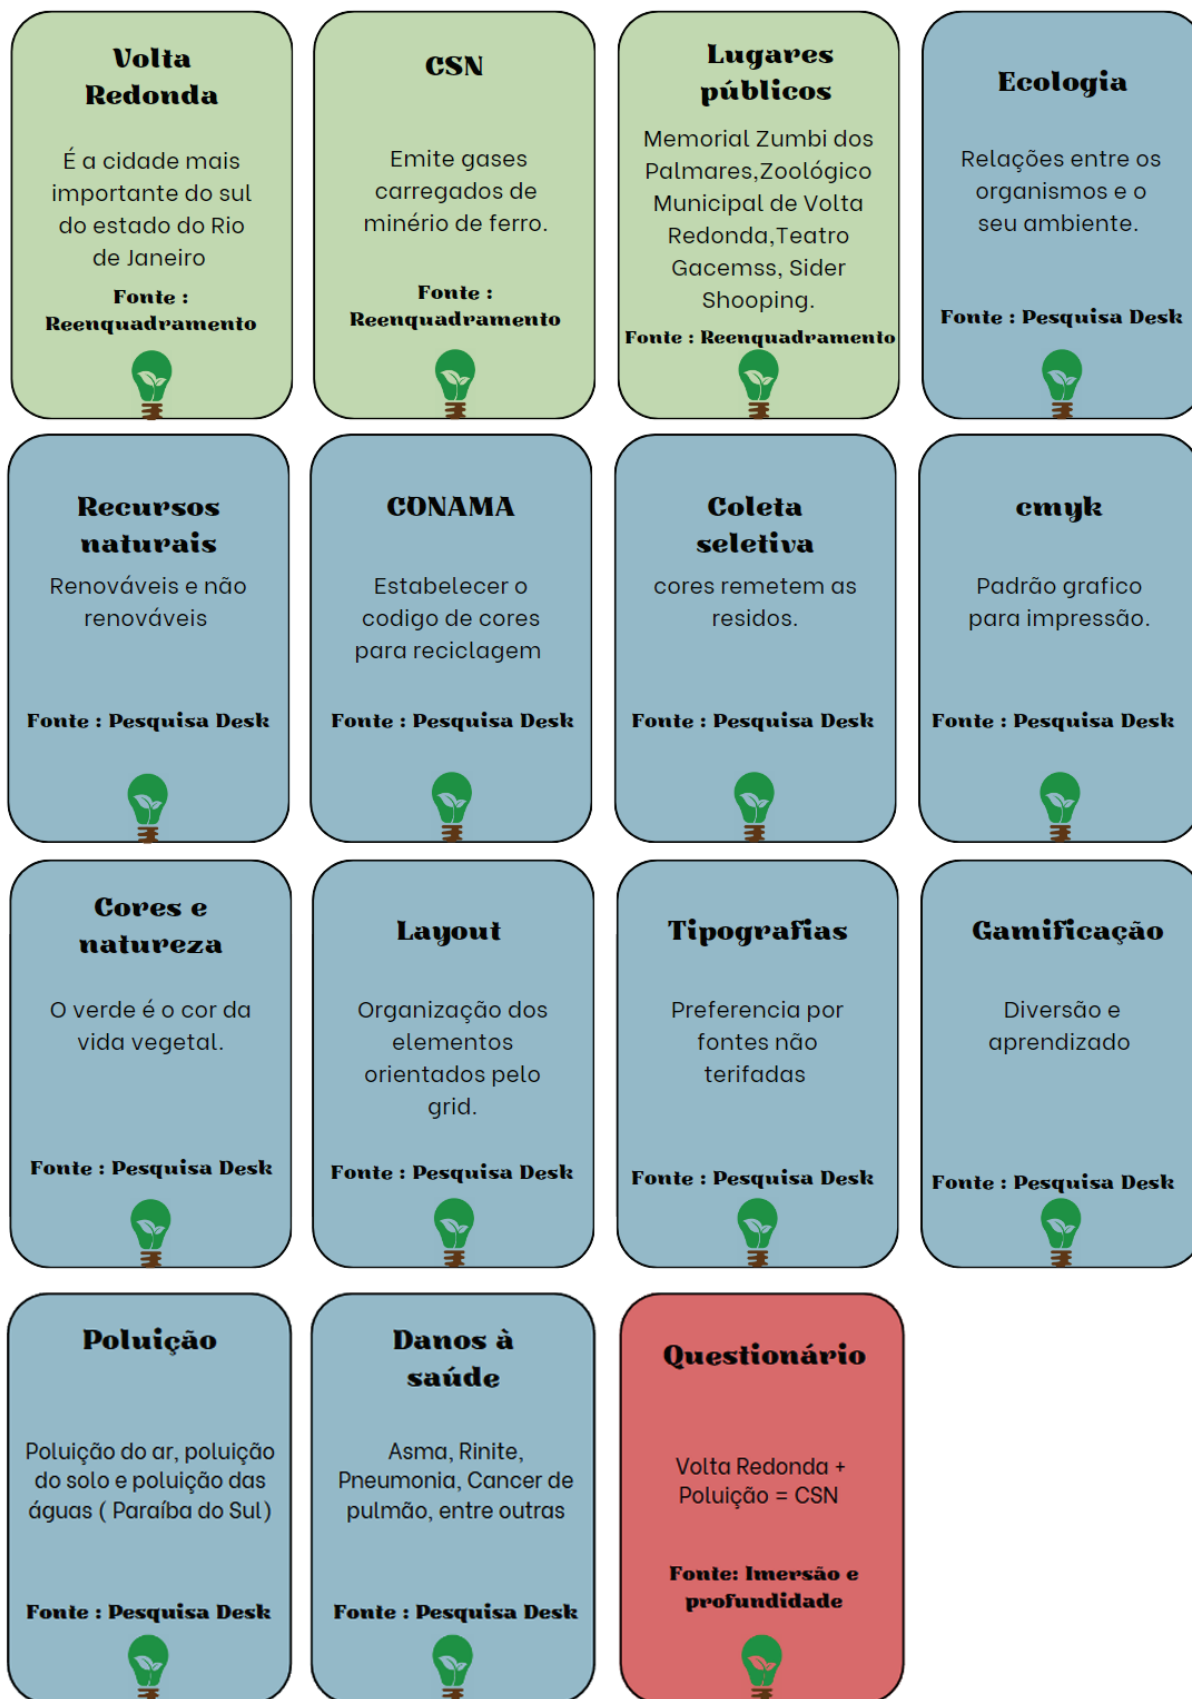 Volta
Redonda
É a cidade mais
importante do sul
do estado do Rio
de Janeiro
Fonte :
Reenquadramento
CSN
Emite gases
carregados de
minério de ferro.
Fonte :
Reenquadramento
Lugares
públicos
Memorial Zumbi dos
Palmares,Zoológico
Municipal de Volta
Redonda,Teatro
Gacemss, Sider
Shooping.
Fonte : Reenquadramento
Ecologia
Relações entre os
organismos e o
seu ambiente.
Fonte : Pesquisa Desk
Recursos
naturais
Renováveis e não
renováveis
Fonte : Pesquisa Desk
CONAMA
Estabelecer o
codigo de cores
para reciclagem
Fonte : Pesquisa Desk
Coleta
seletiva
cores remetem as
residos.
Fonte : Pesquisa Desk
cmyk
Padrão grafico
para impressão.
Fonte : Pesquisa Desk
Cores e
natureza
O verde é o cor da
vida vegetal.
Fonte : Pesquisa Desk
Layout
Organização dos
elementos
orientados pelo
grid.
Fonte : Pesquisa Desk
Tipografias
Preferencia por
fontes não
terifadas
Fonte : Pesquisa Desk
Gamificação
Diversão e
aprendizado
Fonte : Pesquisa Desk
Poluição
Poluição do ar, poluição
do solo e poluição das
águas ( Paraíba do Sul)
Fonte : Pesquisa Desk
Danos à
saúde
Asma, Rinite,
Pneumonia, Cancer de
pulmão, entre outras
Fonte : Pesquisa Desk
Questionário
Volta Redonda +
Poluição = CSN
Fonte: Imersão e
profundidade